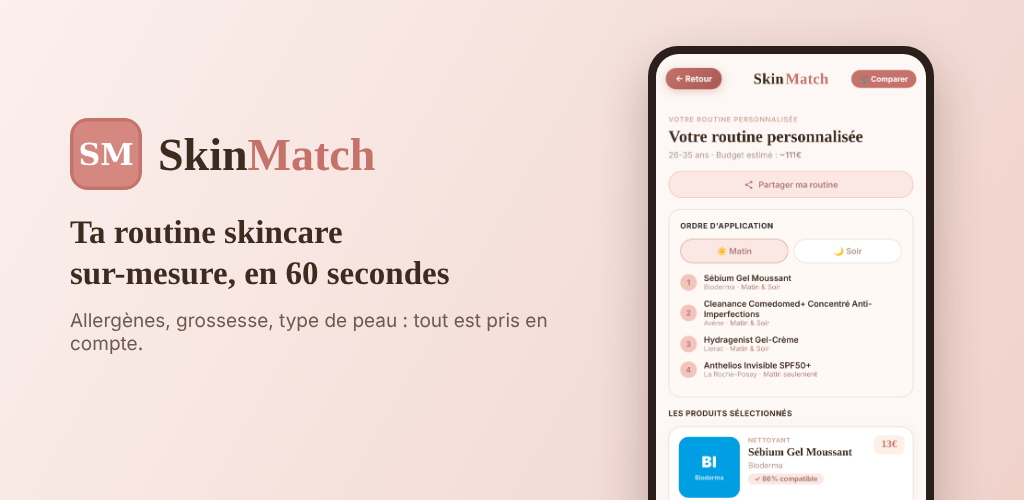 SM
SkinMatch
Ta routine skincare
sur-mesure, en 60 secondes
Allergènes, grossesse, type de peau : tout est pris en
compte.
← Retour
SkinMatch
Comparer
VOTRE ROUTINE PERSONNALISÉE
Votre routine personnalisée
26-35 ans · Budget estimé : ~111€
Partager ma routine
ORDRE D'APPLICATION
Matin
Soir
1
Sébium Gel Moussant
Bioderma · Matin & Soir
2
Cleanance Comedomed+ Concentré Anti-
Imperfections
Avène · Matin & Soir
3
Hydragenist Gel-Crème
Lierac · Matin & Soir
4
Anthelios Invisible SPF50+
La Roche-Posay · Matin seulement
LES PRODUITS SÉLECTIONNÉS
BI
Bioderma
NETTOYANT
Sébium Gel Moussant
Bioderma
✓ 86% compatible
13€